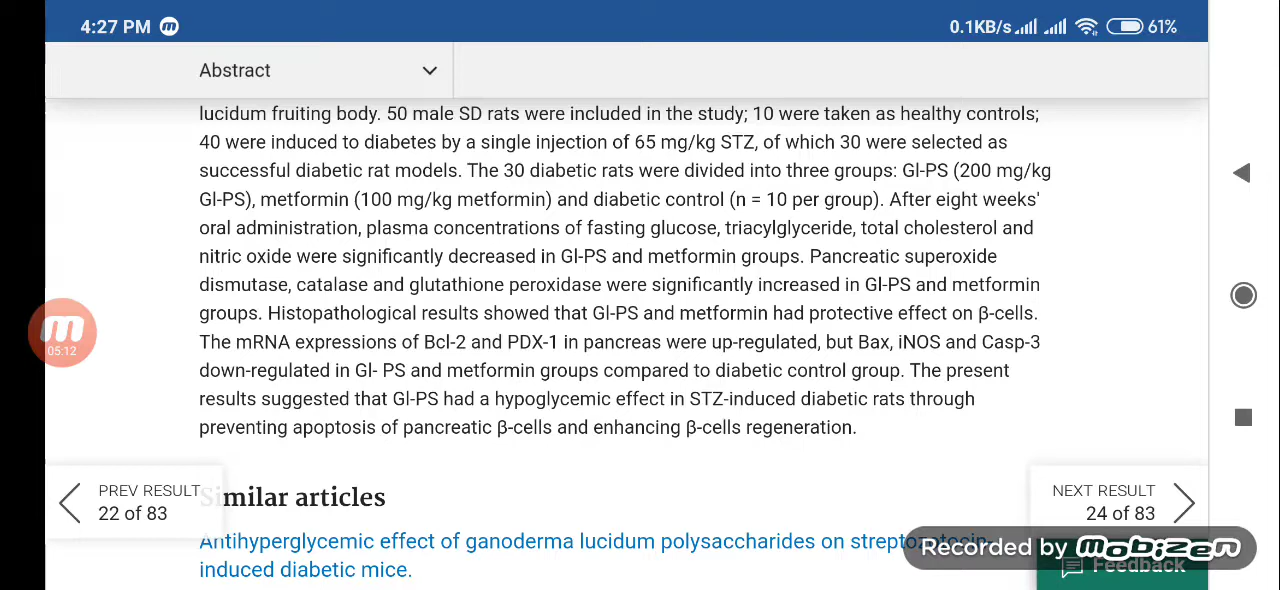 4:27 PM
0.1KB/s 61%
Abstract
lucidum fruiting body. 50 male SD rats were included in the study; 10 were taken as healthy controls;
40 were induced to diabetes by a single injection of 65 mg/kg STZ, of which 30 were selected as
successful diabetic rat models. The 30 diabetic rats were divided into three groups: Gl-PS (200 mg/kg
Gl-PS), metformin (100 mg/kg metformin) and diabetic control (n = 10 per group). After eight weeks'
oral administration, plasma concentrations of fasting glucose, triacylglyceride, total cholesterol and
nitric oxide were significantly decreased in Gl-PS and metformin groups. Pancreatic superoxide
dismutase, catalase and glutathione peroxidase were significantly increased in Gl-PS and metformin
groups. Histopathological results showed that Gl-PS and metformin had protective effect on β-cells.
The mRNA expressions of Bcl-2 and PDX-1 in pancreas were up-regulated, but Bax, iNOS and Casp-3
down-regulated in Gl- PS and metformin groups compared to diabetic control group. The present
results suggested that Gl-PS had a hypoglycemic effect in STZ-induced diabetic rats through
preventing apoptosis of pancreatic β-cells and enhancing β-cells regeneration.
05:12
PREV RESULT
22 of 83
Similar articles
NEXT RESULT
24 of 83
Antihyperglycemic effect of ganoderma lucidum polysaccharides on streptozotocin-
induced diabetic mice.
Recorded by mobizen
Feedback